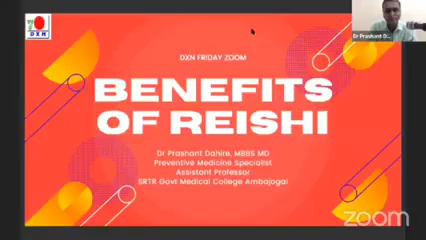 DXN
Dr Prashant D...
DXN FRIDAY ZOOM
BENEFITS
OF REISHI
Dr Prashant Dahire, MBBS MD
Preventive Medicine Specialist
Assistant Professor
SRTR Govt Medical College Ambajogai
zoom